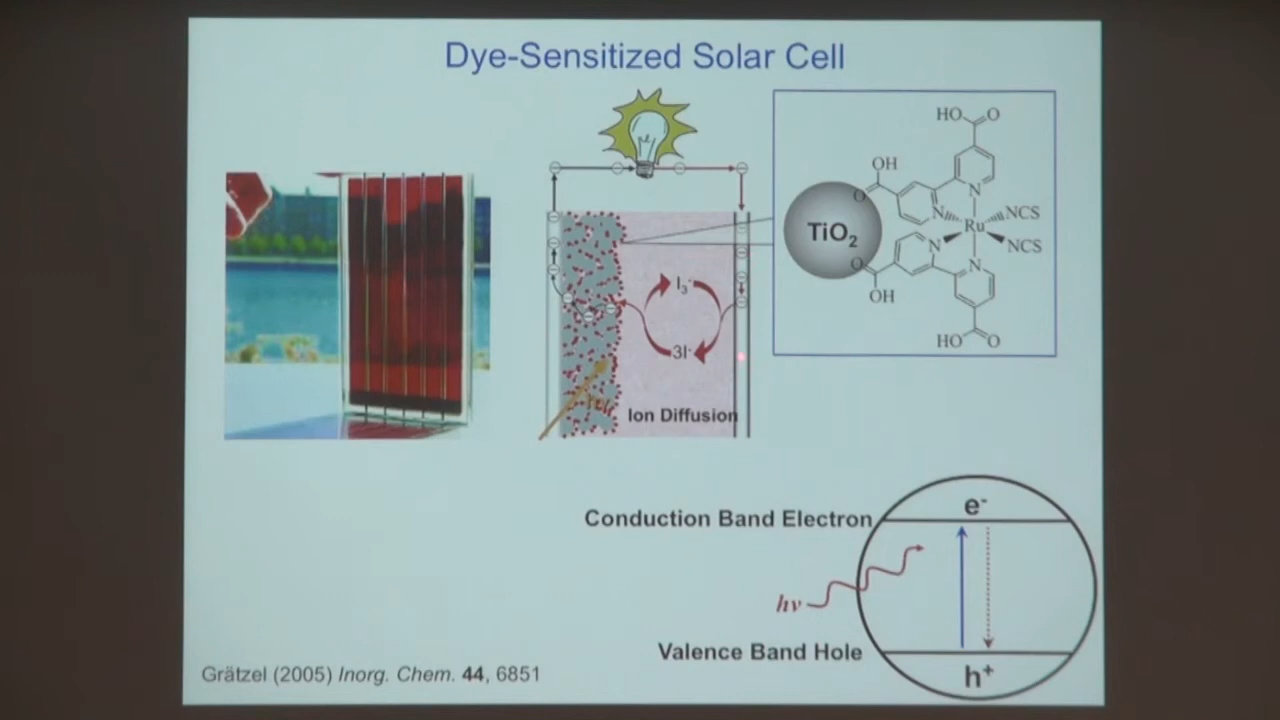 Dye-Sensitized Solar Cell
HO
O
OH
O
N
N
NCS
TiO₂
Ru
NCS
N
N
O
OH
HO
O
I₃⁻
3I⁻
hν
Ion Diffusion
Conduction Band Electron
e⁻
hν
Valence Band Hole
h⁺
Grätzel (2005) Inorg. Chem. 44, 6851